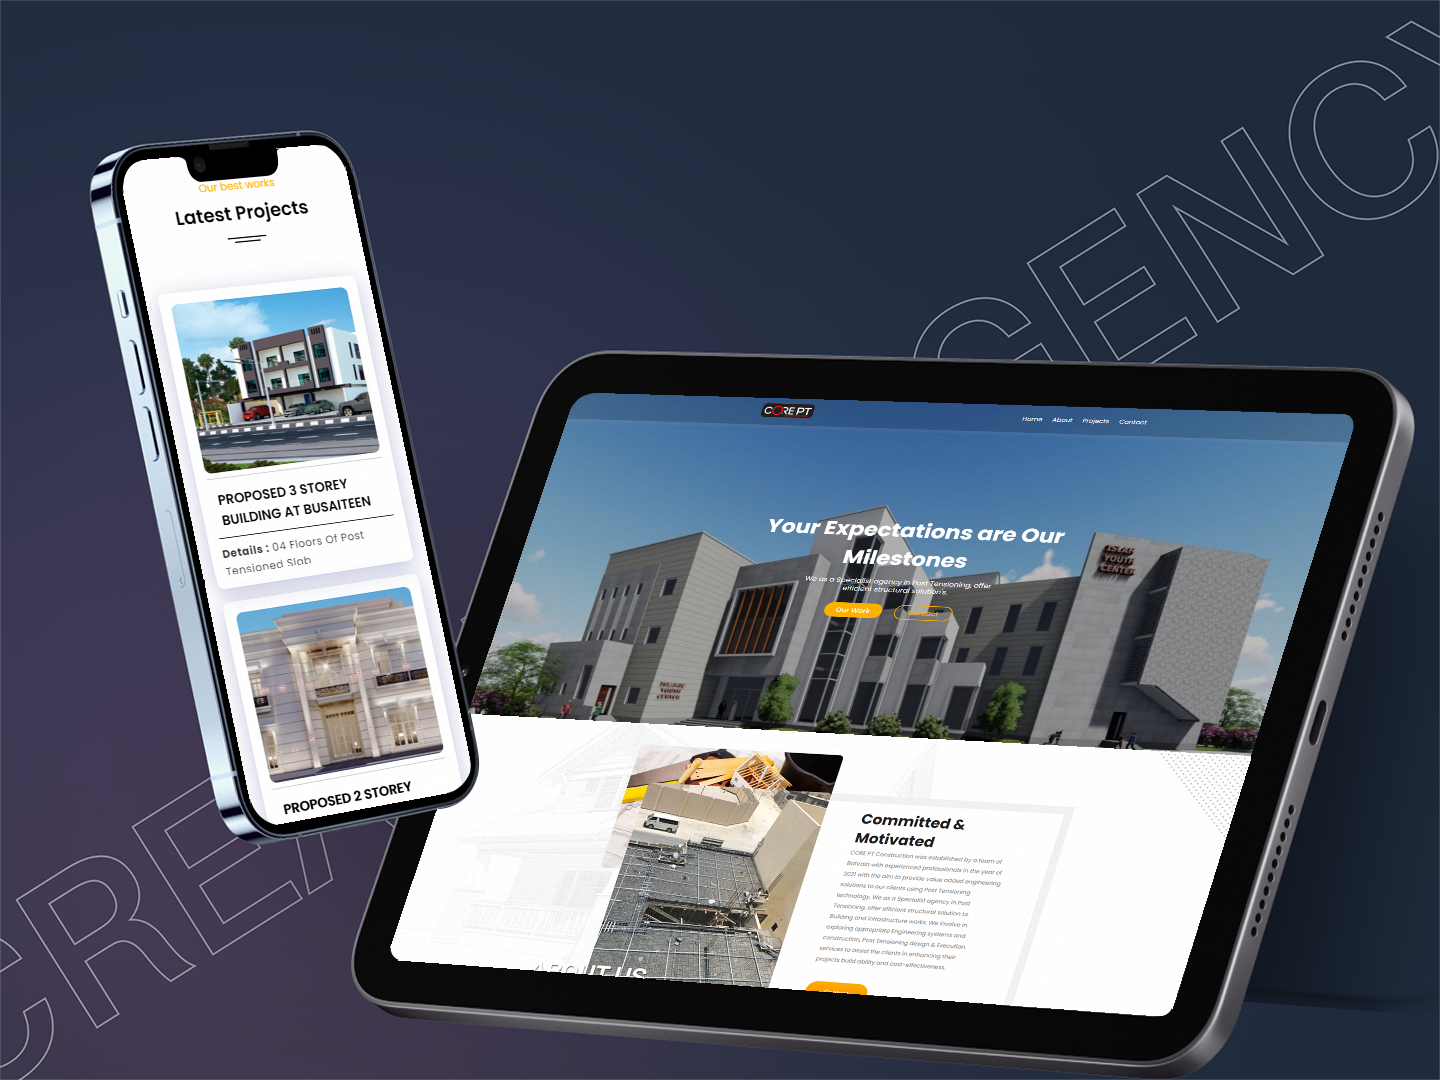 Our best works
Latest Projects
PROPOSED 3 STOREY
BUILDING AT BUSAITEEN
Details : 04 Floors Of Post
Tensioned Slab
PROPOSED 2 STOREY
CORE PT
Home About Projects Contact
Your Expectations are Our
Milestones
We as a Specialist agency in Post Tensioning, offer
efficient structural solution's.
Our Work Contact
ISLAH
YOUTH
CENTER
YOUTH
CENTER
Committed &
Motivated
CORE PT Construction was established by a team of
Bahrain with experienced professionals in the year of
2021 with the aim to provide value added engineering
solutions to our clients using Post Tensioning
technology. We as a Specialist agency in Post
Tensioning, offer efficient structural solution to
Building and infrastructure works. We involve in
exploring appropriate Engineering systems and
construction, Post Tensioning design & Execution
services to assist the clients in enhancing their
projects build ability and cost-effectiveness.
ABOUT US
CREA
GENCY